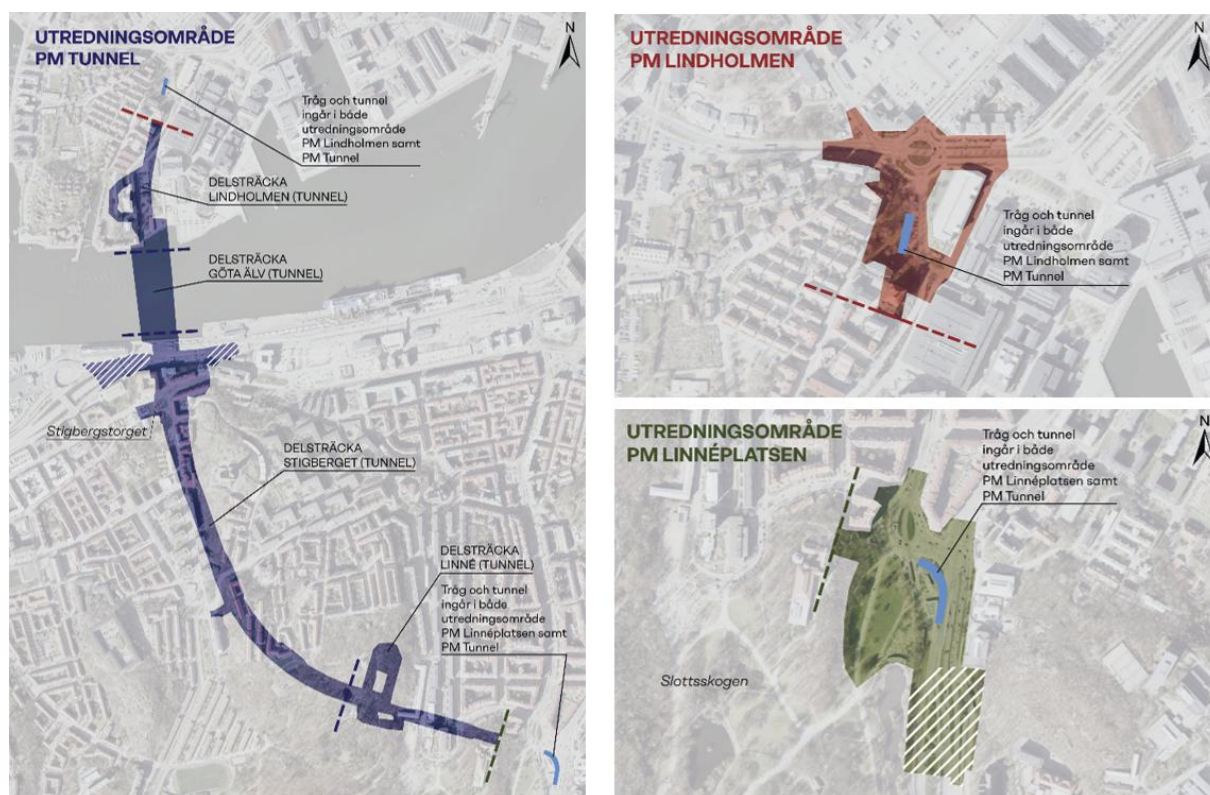 UTREDNINGSOMRÅDE
PM TUNNEL
N
Tråg och tunnel
ingår i både
utredningsområde
PM Lindholmen samt
PM Tunnel
DELSTRÄCKA
LINDHOLMEN (TUNNEL)
DELSTRÄCKA
GÖTA ÄLV (TUNNEL)
Stigbergstorget
DELSTRÄCKA
STIGBERGET (TUNNEL)
DELSTRÄCKA
LINNÉ (TUNNEL)
Tråg och tunnel
ingår i både
utredningsområde
PM Linnéplatsen samt
PM Tunnel
UTREDNINGSOMRÅDE
PM LINDHOLMEN
N
Tråg och tunnel
ingår i både
utredningsområde
PM Lindholmen samt
PM Tunnel
UTREDNINGSOMRÅDE
PM LINNÉPLATSEN
N
Tråg och tunnel
ingår i både
utredningsområde
PM Linnéplatsen samt
PM Tunnel
Slottsskogen